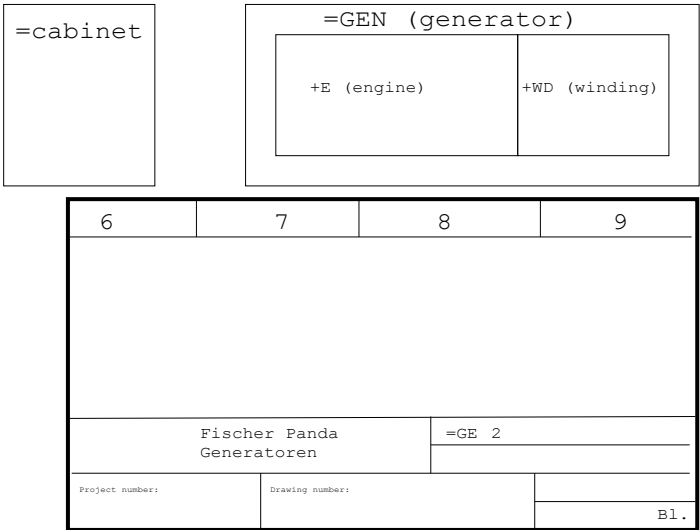 =cabinet
=GEN (generator)
+E (engine)
+WD (winding)
6 7 8 9
Fischer Panda
Generatoren
=GE 2
Project number:
Drawing number:
Bl.